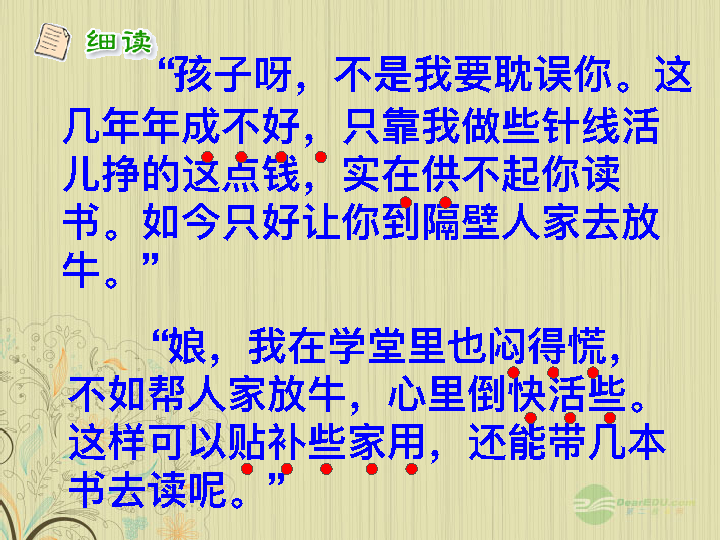 细读
“孩子呀，不是我要耽误你。这
几年年成不好，只靠我做些针线活
儿挣的这点钱，实在供不起你读
书。如今只好让你到隔壁人家去放
牛。”
“娘，我在学堂里也闷得慌，
不如帮人家放牛，心里倒快活些。
这样可以贴补些家用，还能带几本
书去读呢。”
DearEDU.com